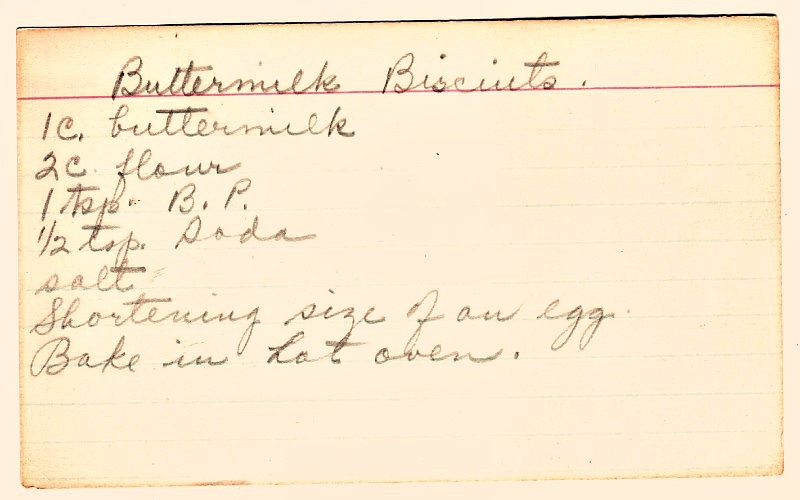 Buttermilk Biscuits.
1c. buttermilk
2c flour
1 tsp. B. P.
1/2 tsp. Soda
salt
Shortening size of an egg.
Bake in hot oven.